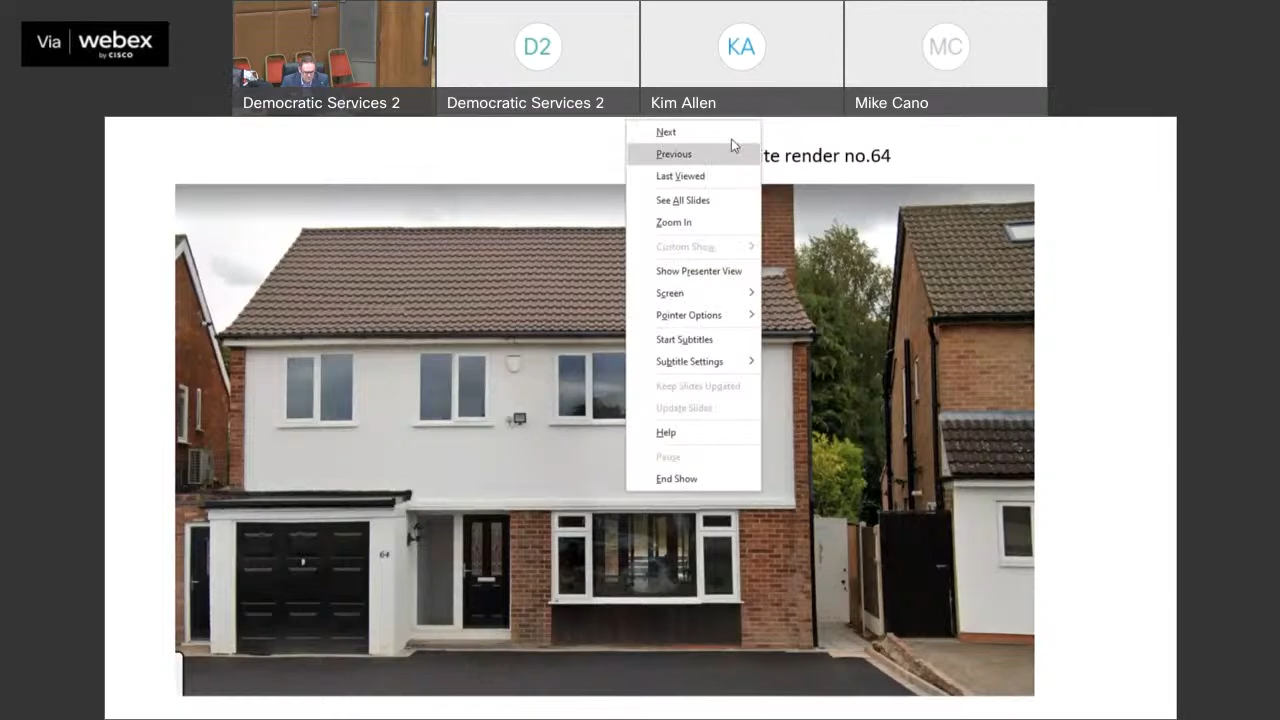 Via webex
by CISCO
D2
KA
MC
Democratic Services 2
Democratic Services 2
Kim Allen
Mike Cano
te render no.64
Next
Previous
Last Viewed
See All Slides
Zoom In
Custom Show
Show Presenter View
Screen
Pointer Options
Start Subtitles
Subtitle Settings
Keep Slides Updated
Update Slides
Help
Pause
End Show
64